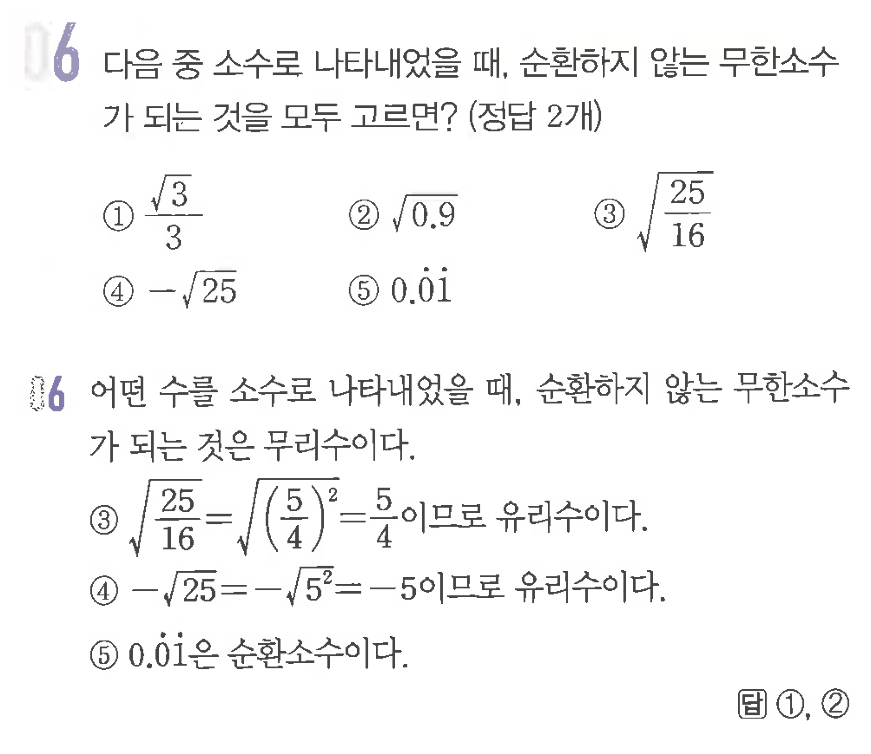 06 다음 중 소수로 나타내었을 때, 순환하지 않는 무한소수
가 되는 것을 모두 고르면? (정답 2개)
① √3/3 ② √0.9 ③ √(25/16)
④ −√25 ⑤ 0.0̇1̇
06 어떤 수를 소수로 나타내었을 때, 순환하지 않는 무한소수
가 되는 것은 무리수이다.
③ √(25/16)=√((5/4)²)=5/4이므로 유리수이다.
④ −√25=−√5²=−5이므로 유리수이다.
⑤ 0.0̇1̇은 순환소수이다.
답 ①, ②